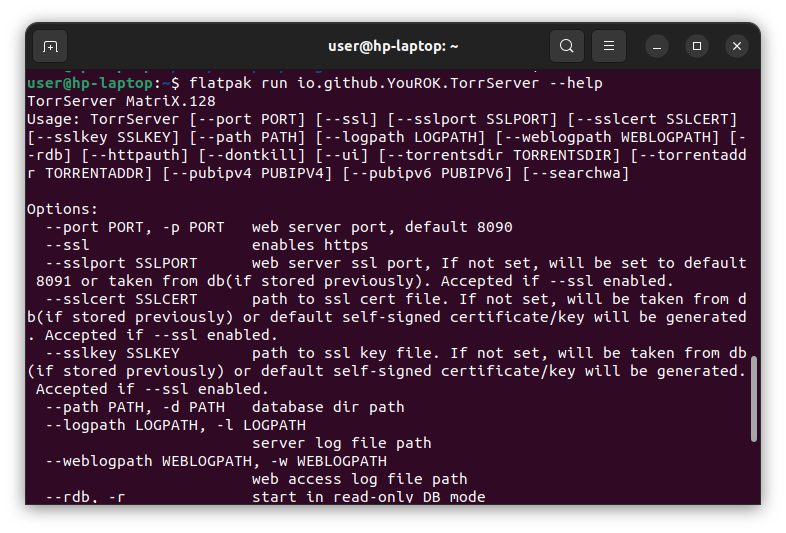 user@hp-laptop: ~
user@hp-laptop:~$ flatpak run io.github.YouROK.TorrServer --help
TorrServer MatriX.128
Usage: TorrServer [--port PORT] [--ssl] [--sslport SSLPORT] [--sslcert SSLCERT]
[--sslkey SSLKEY] [--path PATH] [--logpath LOGPATH] [--weblogpath WEBLOGPATH] [-
-rdb] [--httpauth] [--dontkill] [--ui] [--torrentsdir TORRENTSDIR] [--torrentadd
r TORRENTADDR] [--pubipv4 PUBIPV4] [--pubipv6 PUBIPV6] [--searchwa]
Options:
--port PORT, -p PORT   web server port, default 8090
--ssl                  enables https
--sslport SSLPORT      web server ssl port, If not set, will be set to default
8091 or taken from db(if stored previously). Accepted if --ssl enabled.
--sslcert SSLCERT      path to ssl cert file. If not set, will be taken from d
b(if stored previously) or default self-signed certificate/key will be generated
. Accepted if --ssl enabled.
--sslkey SSLKEY        path to ssl key file. If not set, will be taken from db
(if stored previously) or default self-signed certificate/key will be generated.
Accepted if --ssl enabled.
--path PATH, -d PATH   database dir path
--logpath LOGPATH, -l LOGPATH
server log file path
--weblogpath WEBLOGPATH, -w WEBLOGPATH
web access log file path
--rdb, -r              start in read-only DB mode